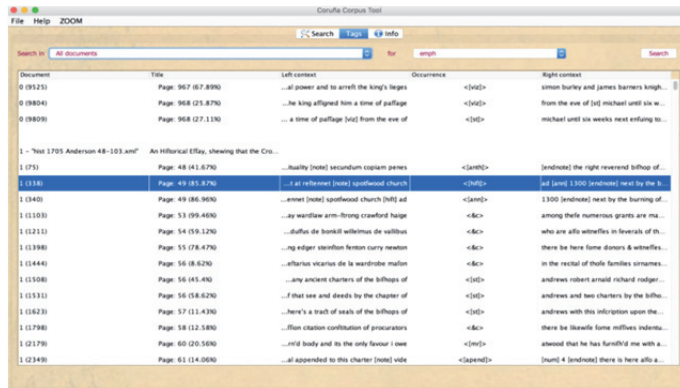 Coruña Corpus Tool
File Help ZOOM
Search Tags Info
Search in All documents for emph Search
Document Title Left context Occurrence Right context
0 (9525) Page: 967 (67.89%) ...al power and to arreft the king's lieges <[viz]> simon burley and james barners knigh...
0 (9804) Page: 968 (25.87%) ...he king affigned him a time of paffage <[viz]> from the eve of [st] michael until six w...
0 (9809) Page: 968 (27.11%) ... a time of paffage [viz] from the eve of <[st]> michael until six weeks next enfuing to...
1 - "hist 1705 Anderson 48-103.xml" An Hiftorical Effay, shewing that the Cro...
1 (75) Page: 48 (41.67%) ...ituality [note] secundum copiam penes <[anth]> [endnote] the right reverend bifhop of...
1 (338) Page: 49 (85.87%) ...t at reftennet [note] spotfwood church <[hift]> ad [ann] 1300 [endnote] next by the b...
1 (340) Page: 49 (86.96%) ...ennet [note] spotfwood church [hift] ad <[ann]> 1300 [endnote] next by the burning of...
1 (1103) Page: 53 (99.46%) ...ay wardlaw arm-ftrong crawford haige <&c> among thefe numerous grants are ma...
1 (1211) Page: 54 (59.12%) ...duffus de bonkill willelmus de vallibus <&c> who are alfo witneffes in feverals of th...
1 (1398) Page: 55 (78.47%) ...ng edger steinfton fenton curry newton <&c> there be here fome donors & witneffes...
1 (1444) Page: 56 (8.62%) ...eftarius vicarius de la wardrobe mafon <&c> in the recital of thofe families sirnames...
1 (1508) Page: 56 (45.4%) ...any ancient charters of the bifhops of <[st]> andrews robert arnald richard rodger...
1 (1531) Page: 56 (58.62%) ...f that see and deeds by the chapter of <[st]> andrews and two charters by the bifho...
1 (1623) Page: 57 (11.43%) ...here's a tract of seals of the bifhops of <[st]> andrews with this infcription upon the...
1 (1798) Page: 58 (12.58%) ...ffion citation conftitution of procurators <&c> there be likewife fome miffives indentu...
1 (2179) Page: 60 (20.56%) ...rn'd body and its the only favour i owe <[mr]> atwood that he has furnifh'd me with a...
1 (2349) Page: 61 (14.06%) ...al appended to this charter [note] vide <[apend]> [num] 4 [endnote] there is here alfo a...